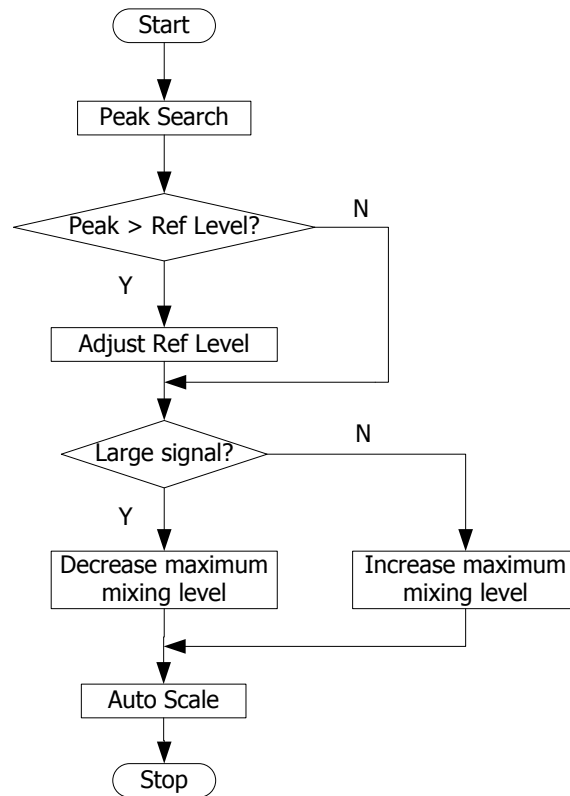 Start
Peak Search
Peak > Ref Level?
N
Y
Adjust Ref Level
Large signal?
N
Y
Decrease maximum
mixing level
Increase maximum
mixing level
Auto Scale
Stop